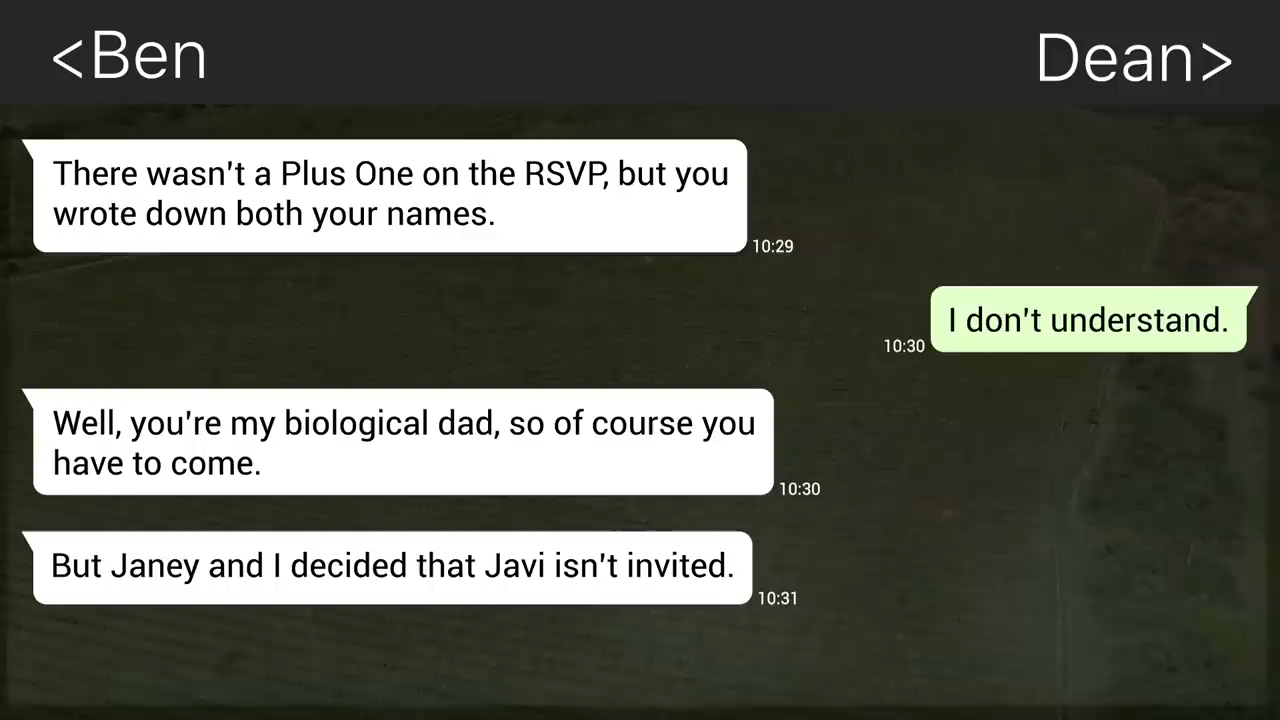 <Ben
Dean>
There wasn't a Plus One on the RSVP, but you
wrote down both your names.
10:29
I don't understand.
10:30
Well, you're my biological dad, so of course you
have to come.
10:30
But Janey and I decided that Javi isn't invited.
10:31